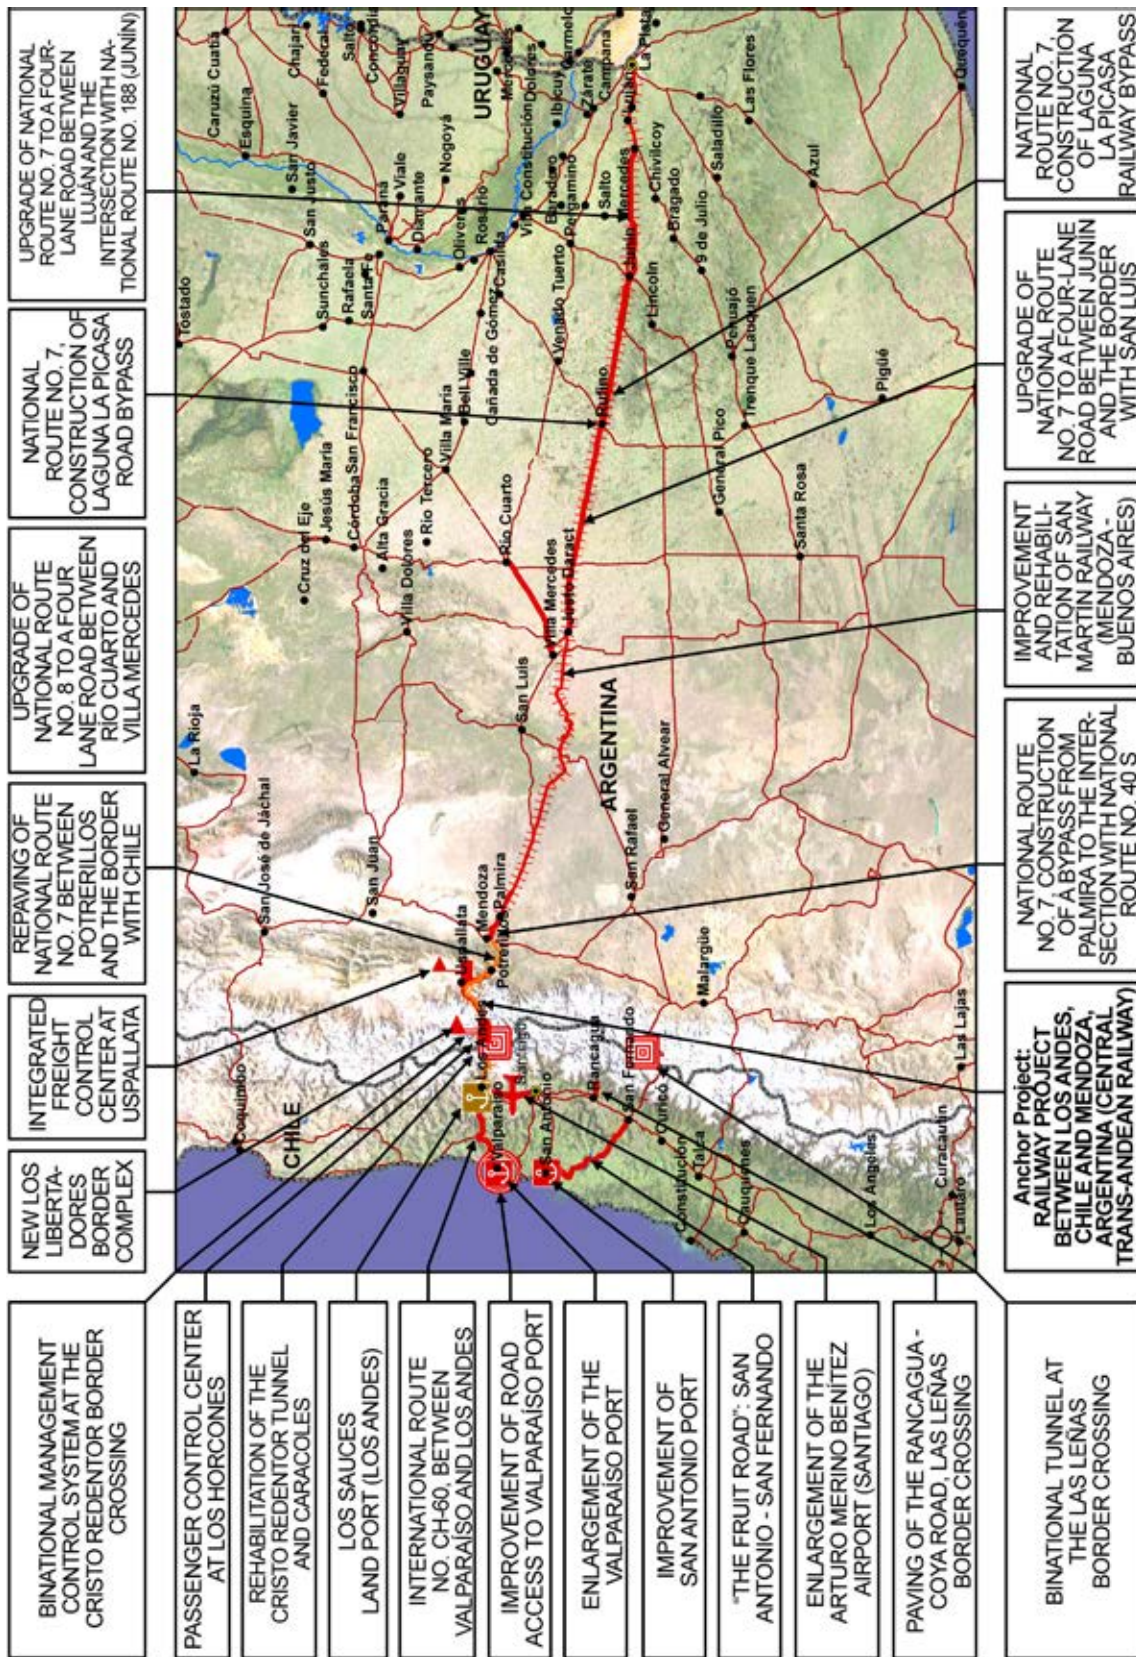 BINATIONAL MANAGEMENT
CONTROL SYSTEM AT THE
CRISTO REDENTOR BORDER
CROSSING
NEW LOS
LIBERTA-
DORES
BORDER
COMPLEX
INTEGRATED
FREIGHT
CONTROL
CENTER AT
USPALLATA
REPAVING OF
NATIONAL ROUTE
NO. 7 BETWEEN
POTRERILLOS
AND THE BORDER
WITH CHILE
UPGRADE OF
NATIONAL ROUTE
NO. 8 TO A FOUR
LANE ROAD BETWEEN
RÍO CUARTO AND
VILLA MERCEDES
NATIONAL
ROUTE NO. 7,
CONSTRUCTION OF
LAGUNA LA PICASA
ROAD BYPASS
UPGRADE OF NATIONAL
ROUTE NO. 7 TO A FOUR-
LANE ROAD BETWEEN
LUJÁN AND THE
INTERSECTION WITH NA-
TIONAL ROUTE NO. 188 (JUNÍN)
PASSENGER CONTROL CENTER
AT LOS HORCONES
REHABILITATION OF THE
CRISTO REDENTOR TUNNEL
AND CARACOLES
LOS SAUCES
LAND PORT (LOS ANDES)
INTERNATIONAL ROUTE
NO. CH-60, BETWEEN
VALPARAÍSO AND LOS ANDES
IMPROVEMENT OF ROAD
ACCESS TO VALPARAÍSO PORT
ENLARGEMENT OF THE
VALPARAÍSO PORT
IMPROVEMENT OF
SAN ANTONIO PORT
"THE FRUIT ROAD": SAN
ANTONIO - SAN FERNANDO
ENLARGEMENT OF THE
ARTURO MERINO BENÍTEZ
AIRPORT (SANTIAGO)
PAVING OF THE RANCAGUA -
COYA ROAD, LAS LEÑAS
BORDER CROSSING
BINATIONAL TUNNEL AT
THE LAS LEÑAS
BORDER CROSSING
Anchor Project:
RAILWAY PROJECT
BETWEEN LOS ANDES,
CHILE AND MENDOZA,
ARGENTINA (CENTRAL
TRANS-ANDEAN RAILWAY)
NATIONAL ROUTE
NO. 7, CONSTRUCTION
OF A BYPASS FROM
PALMIRA TO THE INTER-
SECTION WITH NATIONAL
ROUTE NO. 40 S
IMPROVEMENT
AND REHABILI-
TATION OF SAN
MARTIN RAILWAY
(MENDOZA-
BUENOS AIRES)
UPGRADE OF
NATIONAL ROUTE
NO. 7 TO A FOUR-LANE
ROAD BETWEEN JUNIN
AND THE BORDER
WITH SAN LUIS
NATIONAL
ROUTE NO. 7,
CONSTRUCTION
OF LAGUNA
LA PICASA
RAILWAY BYPASS
CHILE
ARGENTINA
URUGUAY
Coquimbo
La Rioja
Tostado
Curuzú Cuatia
Esquina
Chajari
San José de Jáchal
Cruz del Eje
Jesús María
Sunchales
San Justo
San Javier
Federal
Salto
Concordia
San Juan
Córdoba
San Francisco
Rafaela
Santa Fe
Paraná
Viale
Villaguay
Paysandú
Alta Gracia
Villa Dolores
Rio Tercero
Villa María
Bell Ville
Diamante
Nogoyá
Oliveros
Rosario
Uspallata
Mendoza
Palmira
Potrerillos
Los Andes
Valparaíso
Santiago
San Antonio
Rancagua
San Fernando
Curicó
Constitución
Talca
Cauquenes
Los Angeles
Curacautín
Lautaro
Las Lajas
Malargüe
San Rafael
General Alvear
San Luis
Villa Mercedes
Justo Daract
Rio Cuarto
Cañada de Gómez
Casilda
Villa Constitución
Venado Tuerto
Pergamino
Baradero
Ibicuy
Dolores
Mercedes
Carmelo
Zárate
Campana
Salto
Rufino
Junín
Mercedes
Luján
La Plata
Lincoln
Chivilcoy
Bragado
9 de Julio
Saladillo
Las Flores
Pehuajó
Trenque Lauquen
General Pico
Santa Rosa
Pigüé
Azul
Quequén